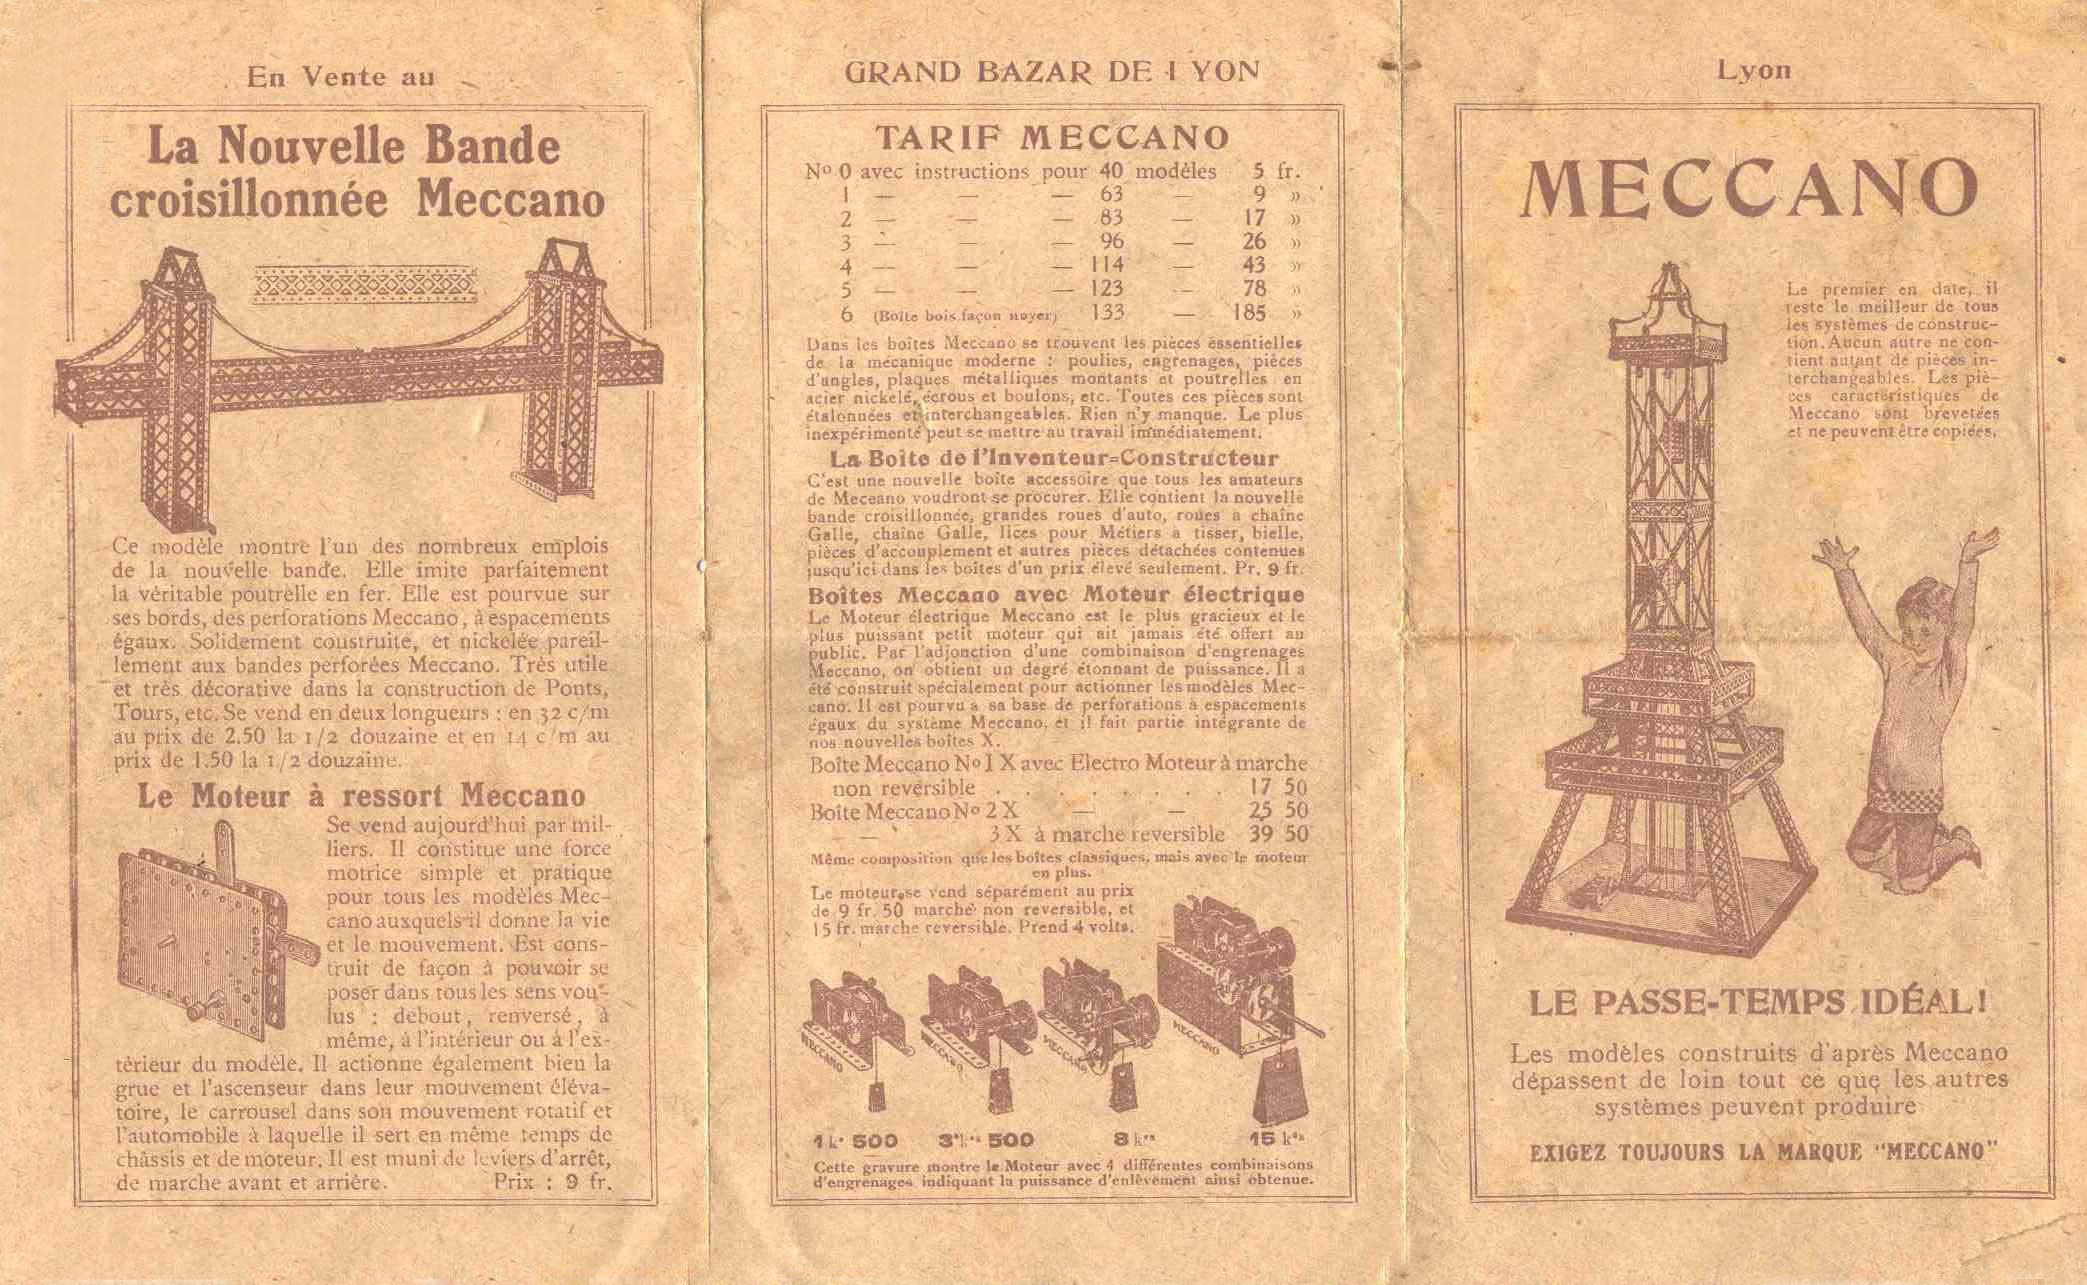 En Vente au
La Nouvelle Bande
croisillonnée Meccano
Ce modèle montre l'un des nombreux emplois
de la nouvelle bande. Elle imite parfaitement
la véritable poutrelle en fer. Elle est pourvue sur
ses bords, des perforations Meccano, à espacements
égaux. Solidement construite, et nickelée pareil-
lement aux bandes perforées Meccano. Très utile
et très décorative dans la construction de Ponts,
Tours, etc. Se vend en deux longueurs : en 32 c/m
au prix de 2.50 la 1/2 douzaine et en 14 c/m au
prix de 1.50 la 1/2 douzaine.
Le Moteur à ressort Meccano
Se vend aujourd'hui par mil-
liers. Il constitue une force
motrice simple et pratique
pour tous les modèles Mec-
cano auxquels il donne la vie
et le mouvement. Est cons-
truit de façon à pouvoir se
poser dans tous les sens vou-
lus : debout, renversé, à
même, à l'intérieur ou à l'ex-
térieur du modèle. Il actionne également bien la
grue et l'ascenseur dans leur mouvement éléva-
toire, le carrousel dans son mouvement rotatif et
l'automobile à laquelle il sert en même temps de
châssis et de moteur. Il est muni de leviers d'arrêt,
de marche avant et arrière. Prix : 9 fr.
GRAND BAZAR DE LYON
TARIF MECCANO
No 0 avec instructions pour 40 modèles 5 fr.
1 — — — 63 — 9 »
2 — — — 83 — 17 »
3 — — — 96 — 26 »
4 — — — 114 — 43 »
5 — — — 123 — 78 »
6 (Boîte bois façon noyer) 133 — 185 »
Dans les boîtes Meccano se trouvent les pièces essentielles
de la mécanique moderne : poulies, engrenages, pièces
d'angles, plaques métalliques montants et poutrelles en
acier nickelé, écrous et boulons, etc. Toutes ces pièces sont
étalonnées et interchangeables. Rien n'y manque. Le plus
inexpérimenté peut se mettre au travail immédiatement.
La Boîte de l'Inventeur=Constructeur
C'est une nouvelle boîte accessoire que tous les amateurs
de Meccano voudront se procurer. Elle contient la nouvelle
bande croisillonnée, grandes roues d'auto, roues à chaîne
Galle, chaîne Galle, lices pour Métiers à tisser, bielle,
pièces d'accouplement et autres pièces détachées contenues
jusqu'ici dans les boîtes d'un prix élevé seulement. Pr. 9 fr.
Boîtes Meccano avec Moteur électrique
Le Moteur électrique Meccano est le plus gracieux et le
plus puissant petit moteur qui ait jamais été offert au
public. Par l'adjonction d'une combinaison d'engrenages
Meccano, on obtient un degré étonnant de puissance. Il a
été construit spécialement pour actionner les modèles Mec-
cano. Il est pourvu à sa base de perforations à espacements
égaux du système Meccano, et il fait partie intégrante de
nos nouvelles boîtes X.
Boîte Meccano No 1 X avec Electro Moteur à marche
non reversible . . . . . . . . 17 50
Boîte Meccano No 2 X — — 25 50
— — 3 X à marche reversible 39 50
Même composition que les boîtes classiques, mais avec le moteur
en plus.
Le moteur se vend séparément au prix
de 9 fr. 50 marche non reversible, et
15 fr. marche reversible. Prend 4 volts.
MECCANO
MECCANO
MECCANO
MECCANO
1 k° 500 3 k°s 500 8 k°s 15 k°s
Cette gravure montre le Moteur avec 4 différentes combinaisons
d'engrenages indiquant la puissance d'enlèvement ainsi obtenue.
Lyon
MECCANO
Le premier en date, il
reste le meilleur de tous
les systèmes de construc-
tion. Aucun autre ne con-
tient autant de pièces in-
terchangeables. Les piè-
ces caractéristiques de
Meccano sont brevetées
et ne peuvent être copiées.
LE PASSE-TEMPS IDÉAL!
Les modèles construits d'après Meccano
dépassent de loin tout ce que les autres
systèmes peuvent produire
EXIGEZ TOUJOURS LA MARQUE "MECCANO"